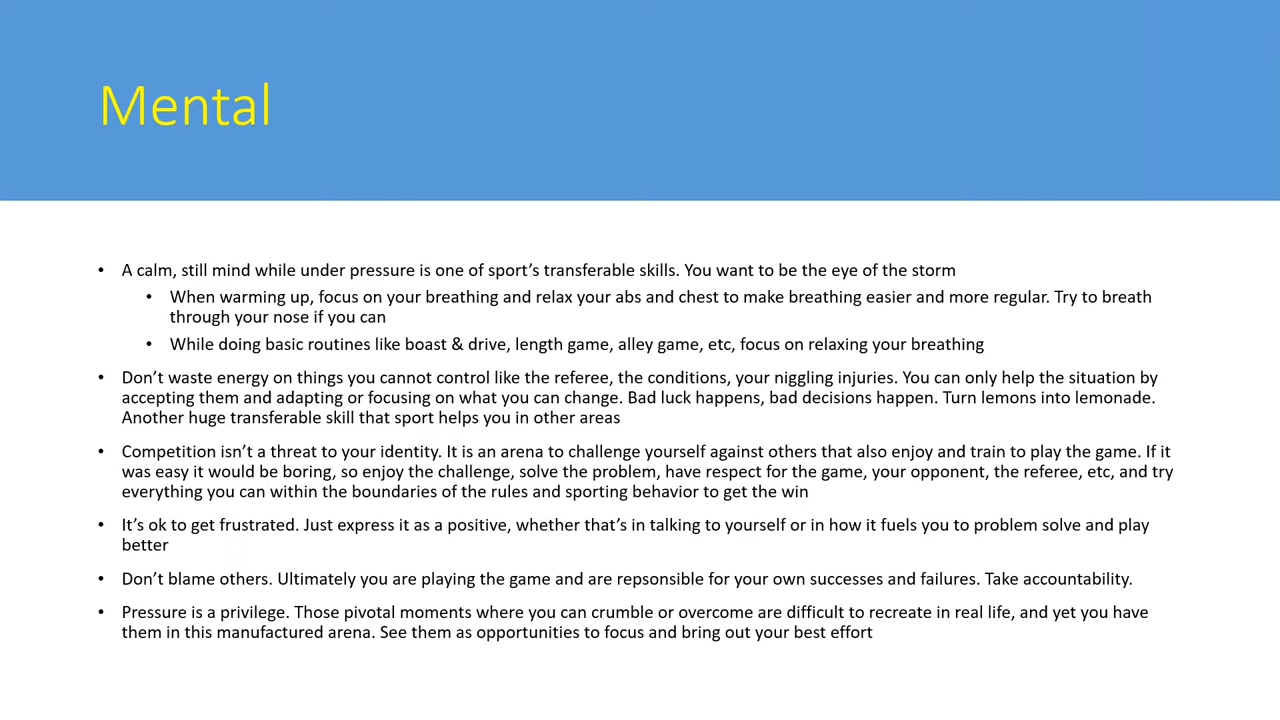 Mental
• A calm, still mind while under pressure is one of sport’s transferable skills. You want to be the eye of the storm
• When warming up, focus on your breathing and relax your abs and chest to make breathing easier and more regular. Try to breath
through your nose if you can
• While doing basic routines like boast & drive, length game, alley game, etc, focus on relaxing your breathing
• Don’t waste energy on things you cannot control like the referee, the conditions, your niggling injuries. You can only help the situation by
accepting them and adapting or focusing on what you can change. Bad luck happens, bad decisions happen. Turn lemons into lemonade.
Another huge transferable skill that sport helps you in other areas
• Competition isn’t a threat to your identity. It is an arena to challenge yourself against others that also enjoy and train to play the game. If it
was easy it would be boring, so enjoy the challenge, solve the problem, have respect for the game, your opponent, the referee, etc, and try
everything you can within the boundaries of the rules and sporting behavior to get the win
• It’s ok to get frustrated. Just express it as a positive, whether that’s in talking to yourself or in how it fuels you to problem solve and play
better
• Don’t blame others. Ultimately you are playing the game and are repsonsible for your own successes and failures. Take accountability.
• Pressure is a privilege. Those pivotal moments where you can crumble or overcome are difficult to recreate in real life, and yet you have
them in this manufactured arena. See them as opportunities to focus and bring out your best effort